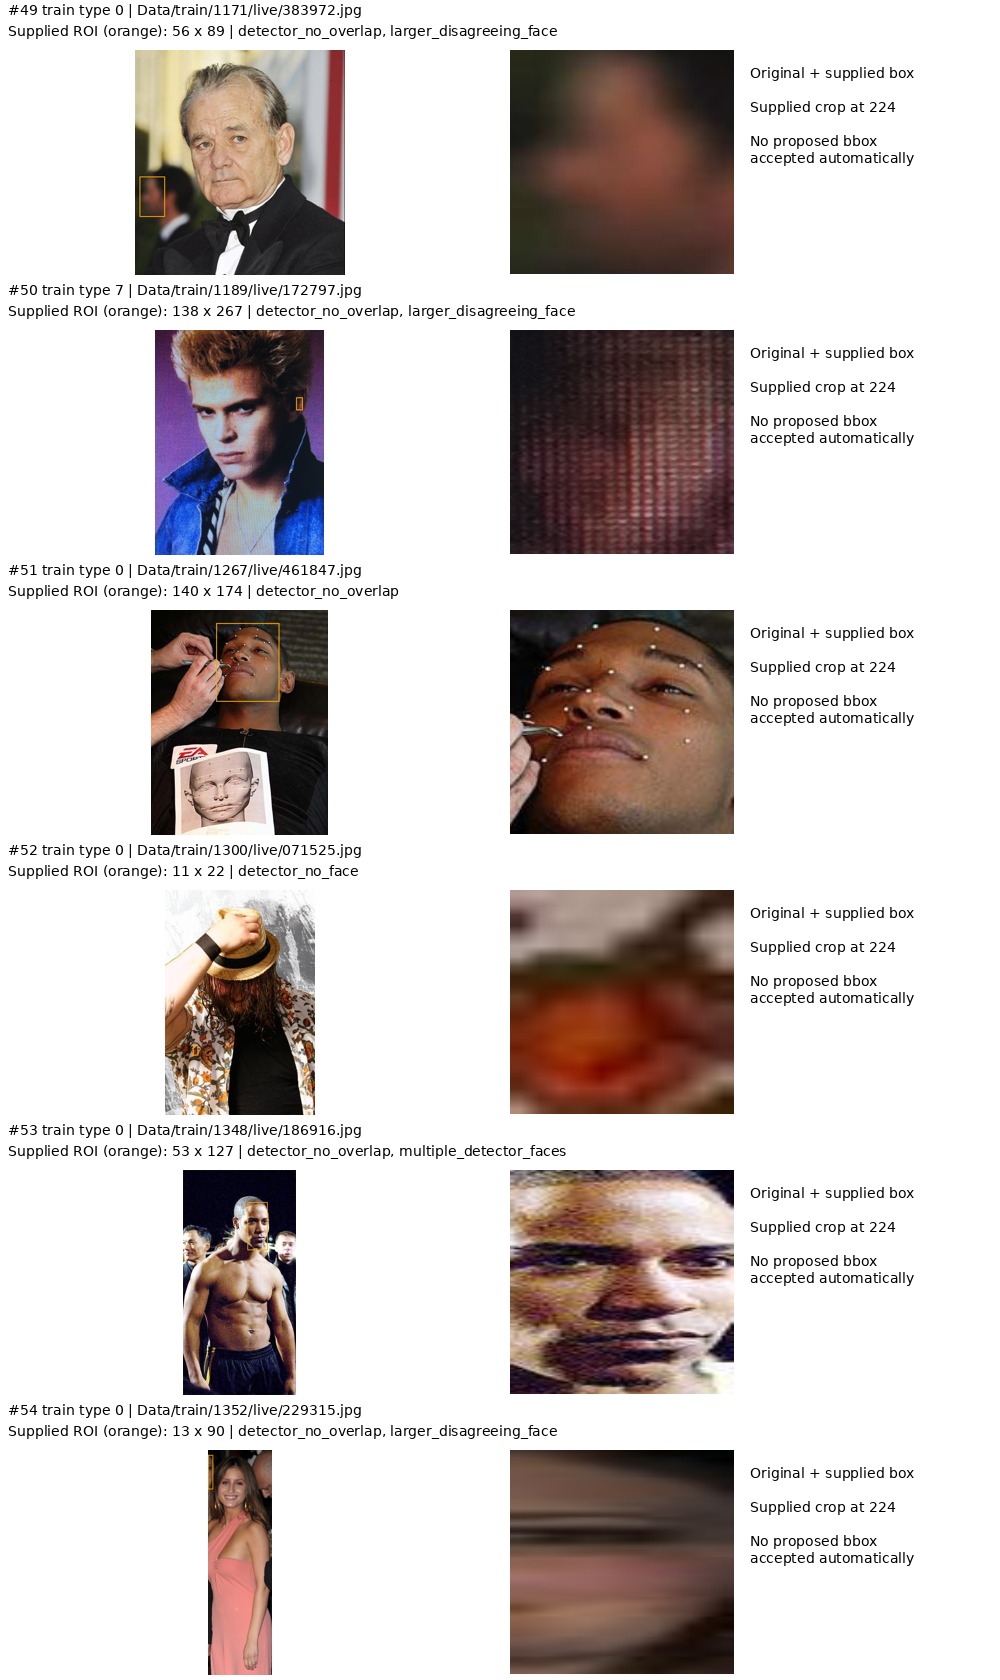 #49 train type 0 | Data/train/1171/live/383972.jpg
Supplied ROI (orange): 56 x 89 | detector_no_overlap, larger_disagreeing_face
Original + supplied box
Supplied crop at 224
No proposed bbox
accepted automatically
#50 train type 7 | Data/train/1189/live/172797.jpg
Supplied ROI (orange): 138 x 267 | detector_no_overlap, larger_disagreeing_face
Original + supplied box
Supplied crop at 224
No proposed bbox
accepted automatically
#51 train type 0 | Data/train/1267/live/461847.jpg
Supplied ROI (orange): 140 x 174 | detector_no_overlap
Original + supplied box
Supplied crop at 224
No proposed bbox
accepted automatically
EA
SPORTS
#52 train type 0 | Data/train/1300/live/071525.jpg
Supplied ROI (orange): 11 x 22 | detector_no_face
Original + supplied box
Supplied crop at 224
No proposed bbox
accepted automatically
#53 train type 0 | Data/train/1348/live/186916.jpg
Supplied ROI (orange): 53 x 127 | detector_no_overlap, multiple_detector_faces
Original + supplied box
Supplied crop at 224
No proposed bbox
accepted automatically
#54 train type 0 | Data/train/1352/live/229315.jpg
Supplied ROI (orange): 13 x 90 | detector_no_overlap, larger_disagreeing_face
Original + supplied box
Supplied crop at 224
No proposed bbox
accepted automatically